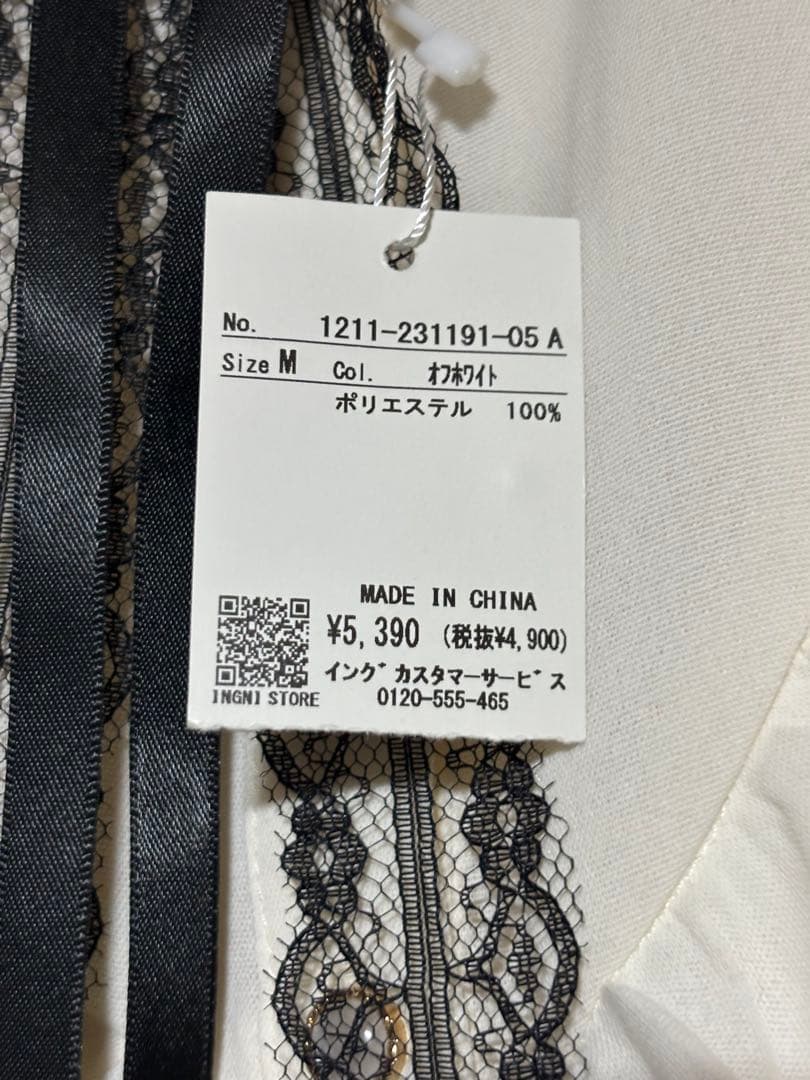 No. 1211-231191-05 A
Size M Col. ｵﾌﾎﾜｲﾄ
ポリエステル 100%
MADE IN CHINA
¥5,390 (税抜¥4,900)
イングﾞカスタマーサービﾞス
0120-555-465
INGNI STORE